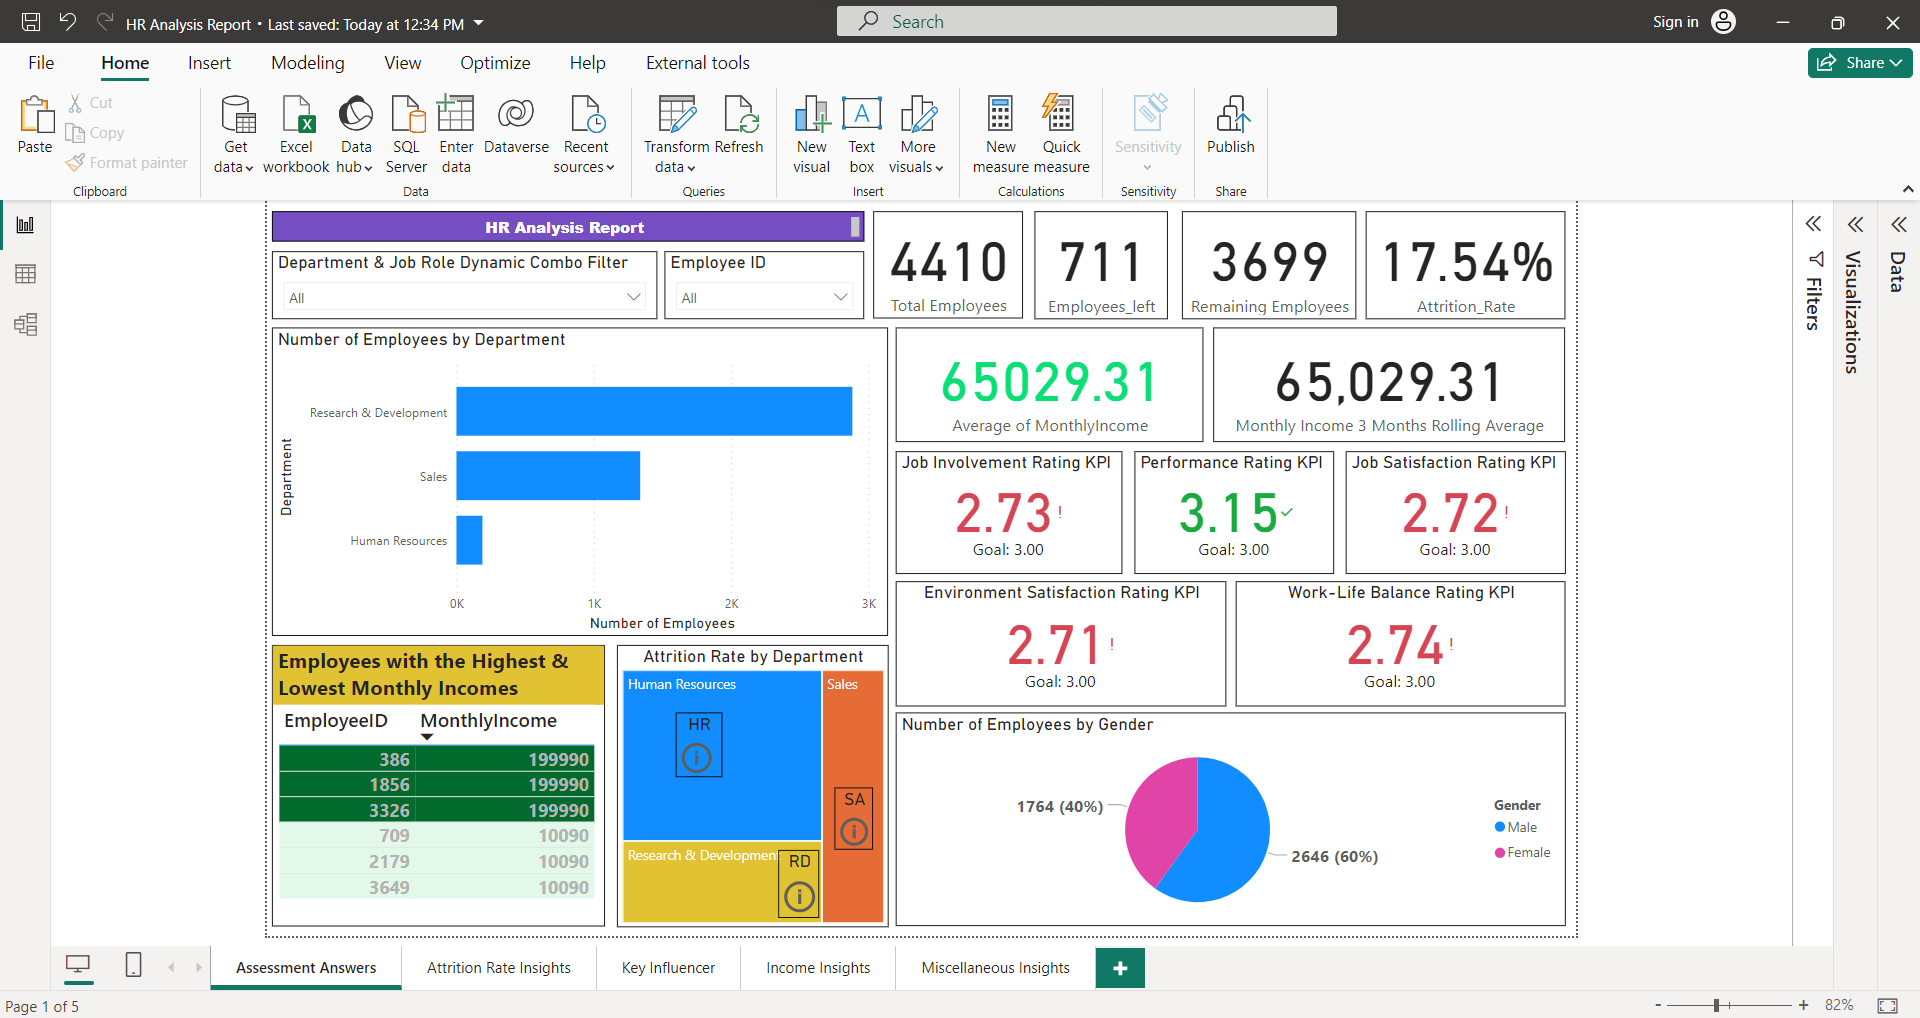 HR Analysis Report • Last saved: Today at 12:34 PM
Search
Sign in
File Home Insert Modeling View Optimize Help External tools
Share
Paste
Cut
Copy
Format painter
Clipboard
Get data
Excel workbook
Data hub
SQL Server
Enter data
Dataverse
Recent sources
Data
Transform data
Refresh
Queries
New visual
Text box
More visuals
Insert
New measure
Quick measure
Calculations
Sensitivity
Sensitivity
Publish
Share
HR Analysis Report
Department & Job Role Dynamic Combo Filter
All
Employee ID
All
4410
Total Employees
711
Employees_left
3699
Remaining Employees
17.54%
Attrition_Rate
Number of Employees by Department
Department
Research & Development
Sales
Human Resources
0K 1K 2K 3K
Number of Employees
65029.31
Average of MonthlyIncome
65,029.31
Monthly Income 3 Months Rolling Average
Job Involvement Rating KPI
2.73!
Goal: 3.00
Performance Rating KPI
3.15
Goal: 3.00
Job Satisfaction Rating KPI
2.72!
Goal: 3.00
Environment Satisfaction Rating KPI
2.71!
Goal: 3.00
Work-Life Balance Rating KPI
2.74!
Goal: 3.00
Employees with the Highest &
Lowest Monthly Incomes
EmployeeID MonthlyIncome
386 199990
1856 199990
3326 199990
709 10090
2179 10090
3649 10090
Attrition Rate by Department
Human Resources
HR
Sales
SA
Research & Development
RD
Number of Employees by Gender
1764 (40%)
2646 (60%)
Gender
Male
Female
Filters
Visualizations
Data
Assessment Answers
Attrition Rate Insights
Key Influencer
Income Insights
Miscellaneous Insights
Page 1 of 5
- + 82%